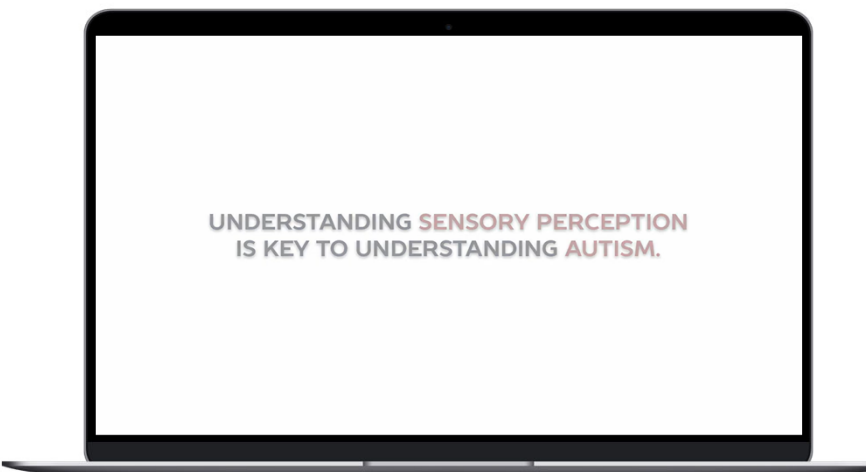 UNDERSTANDING SENSORY PERCEPTION
IS KEY TO UNDERSTANDING AUTISM.